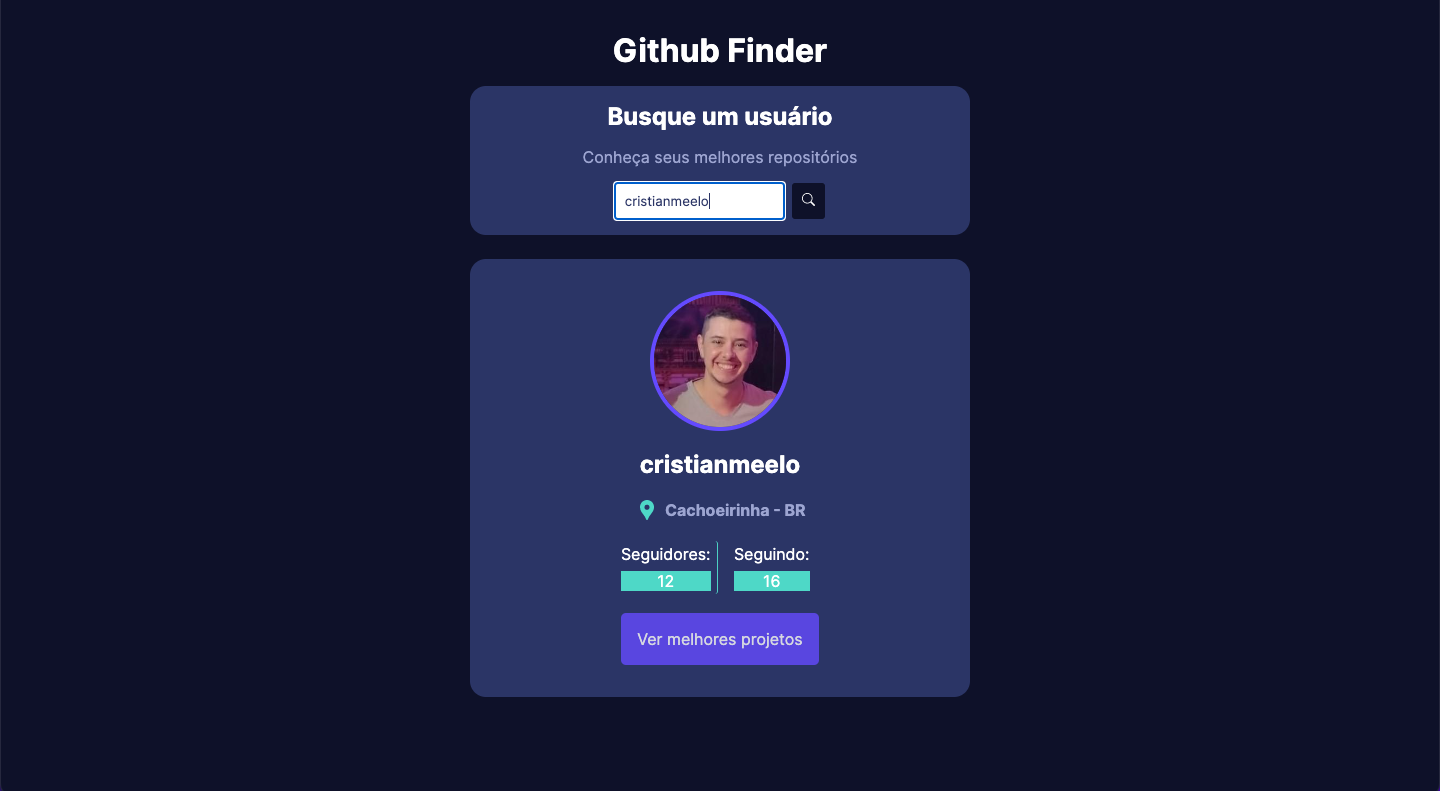 Github Finder
Busque um usuário
Conheça seus melhores repositórios
cristianmeelo
cristianmeelo
Cachoeirinha - BR
Seguidores: Seguindo:
12 16
Ver melhores projetos